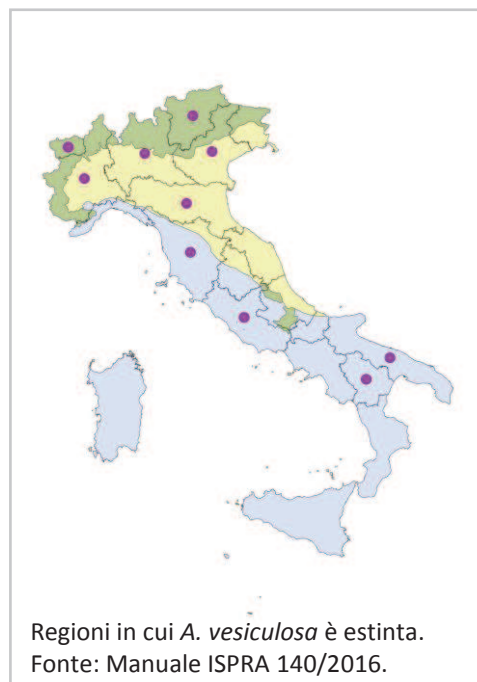 Regioni in cui A. vesiculosa è estinta.
Fonte: Manuale ISPRA 140/2016.